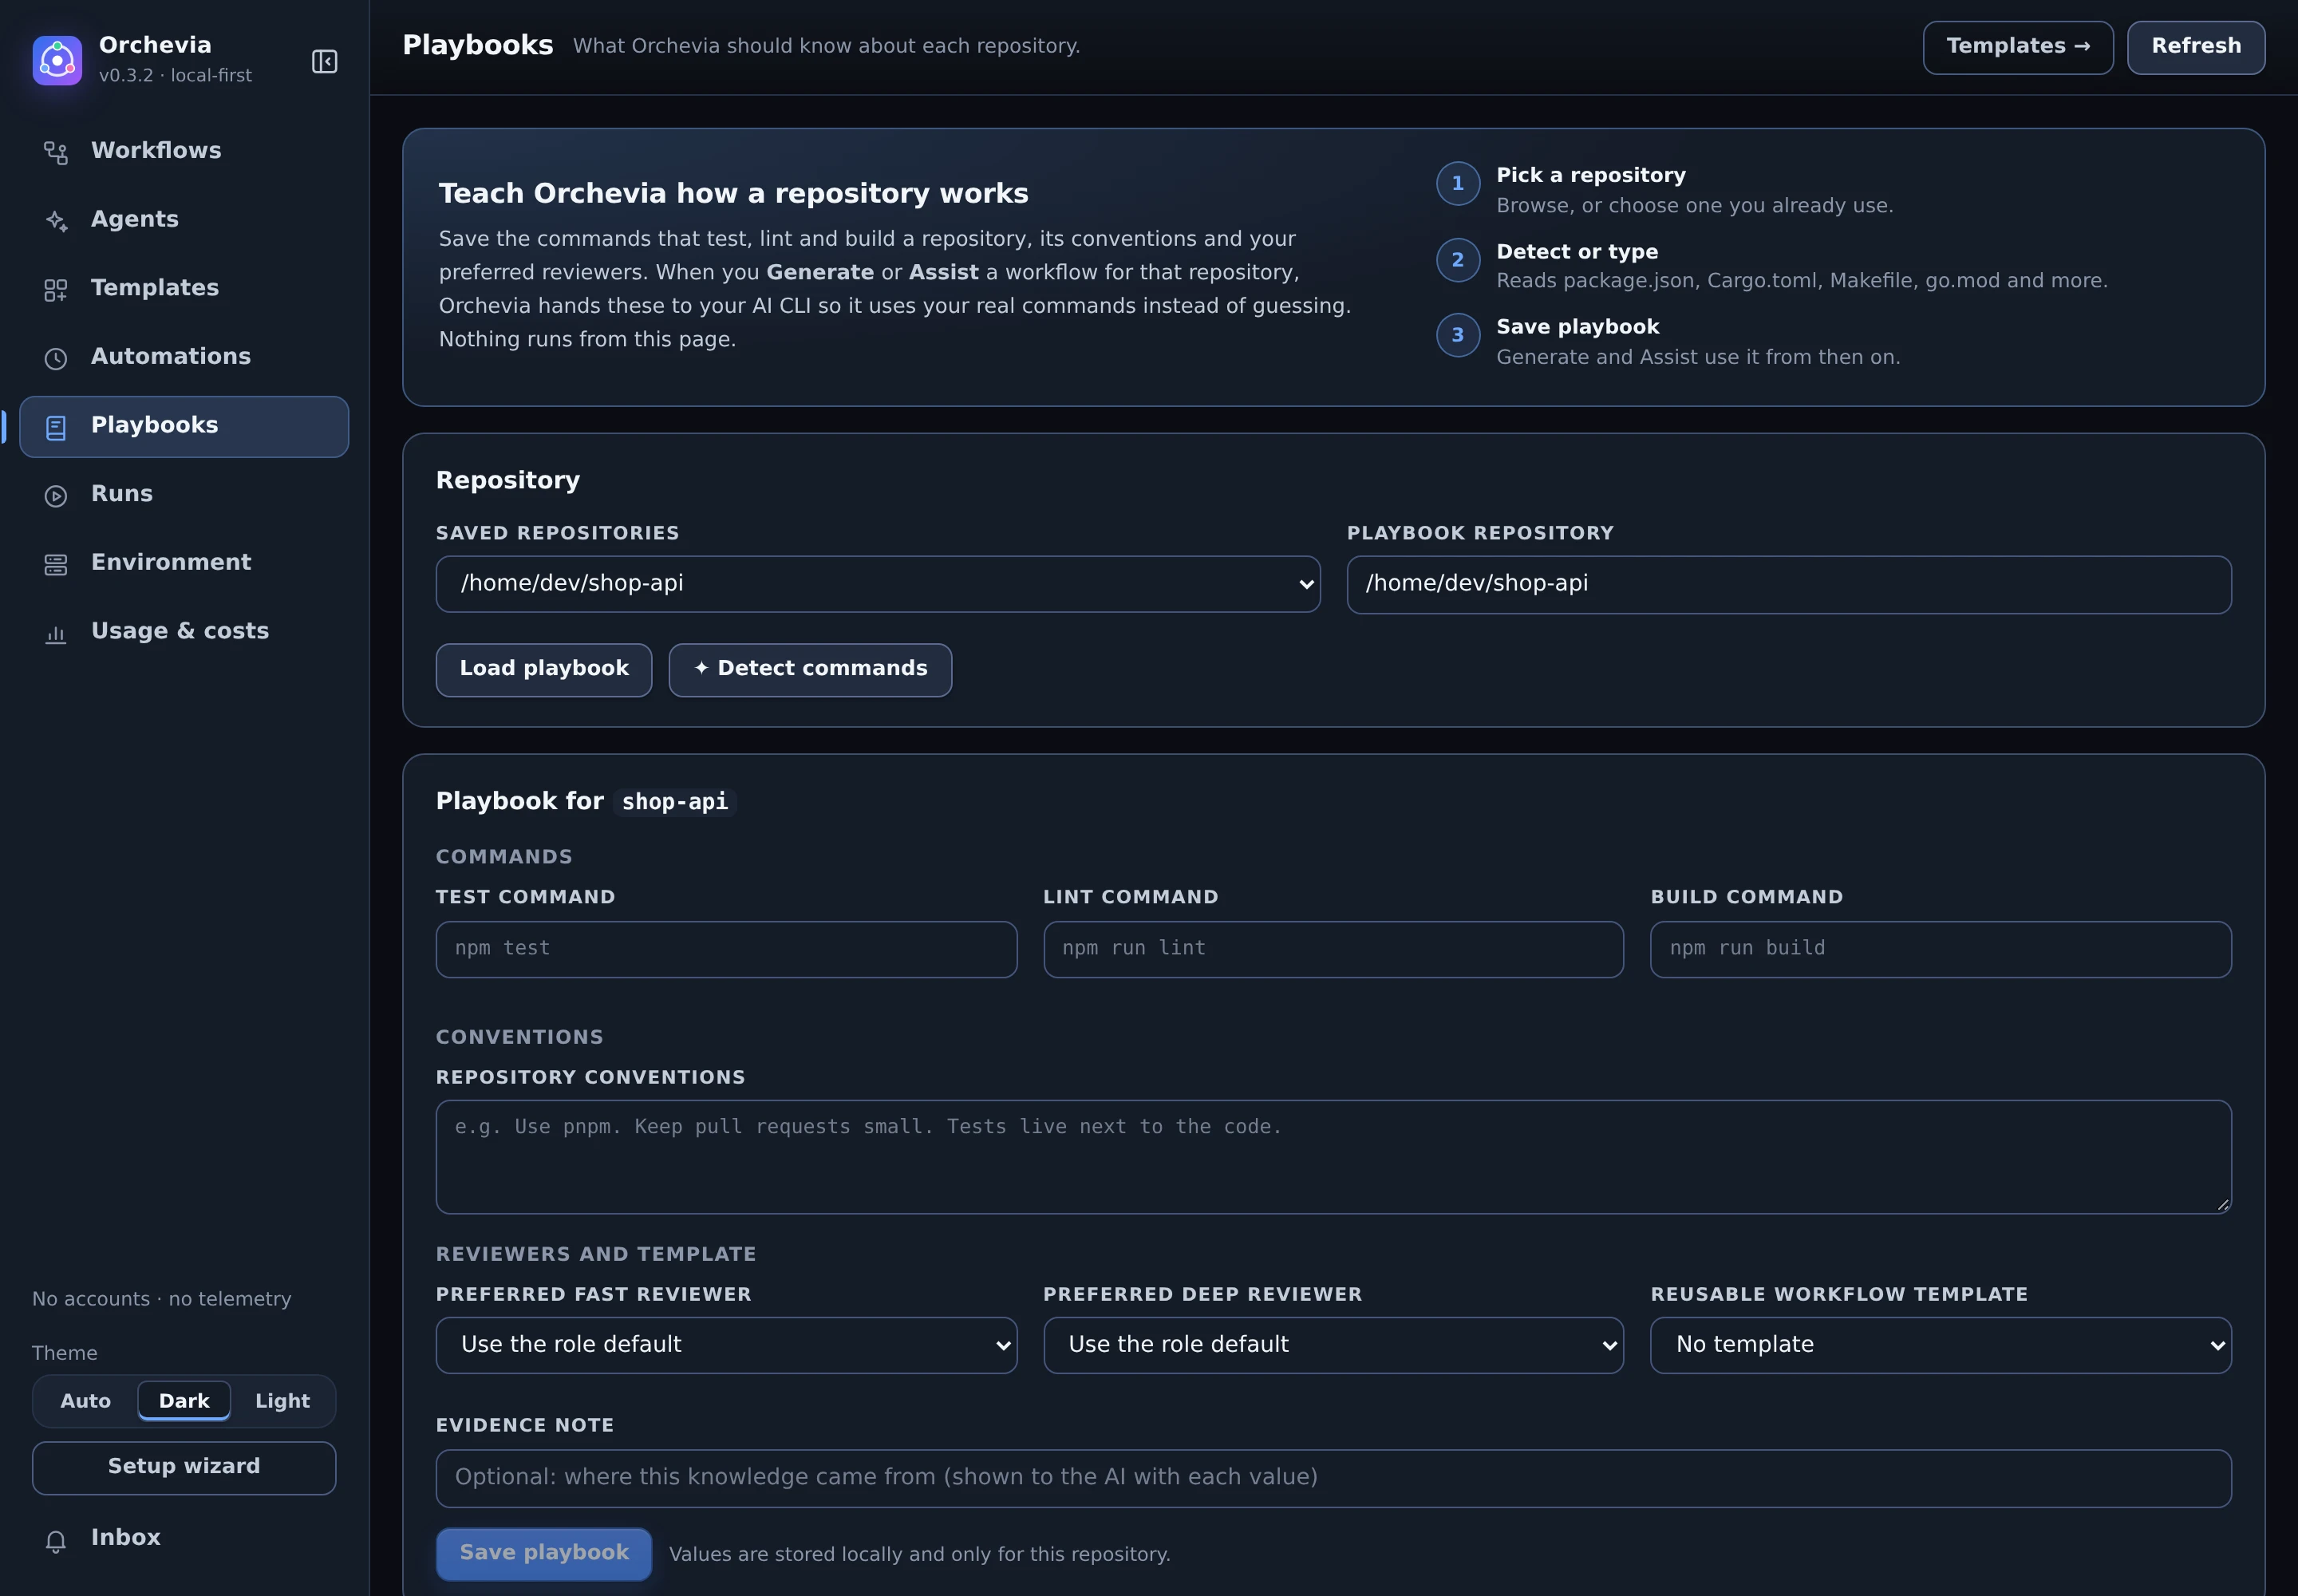 Orchevia
v0.3.2 · local-first
Workflows
Agents
Templates
Automations
Playbooks
Runs
Environment
Usage & costs
No accounts · no telemetry
Theme
Auto Dark Light
Setup wizard
Inbox
Playbooks What Orchevia should know about each repository.
Templates →
Refresh
Teach Orchevia how a repository works
Save the commands that test, lint and build a repository, its conventions and your
preferred reviewers. When you Generate or Assist a workflow for that repository,
Orchevia hands these to your AI CLI so it uses your real commands instead of guessing.
Nothing runs from this page.
1 Pick a repository
Browse, or choose one you already use.
2 Detect or type
Reads package.json, Cargo.toml, Makefile, go.mod and more.
3 Save playbook
Generate and Assist use it from then on.
Repository
SAVED REPOSITORIES PLAYBOOK REPOSITORY
/home/dev/shop-api /home/dev/shop-api
Load playbook ✦ Detect commands
Playbook for shop-api
COMMANDS
TEST COMMAND LINT COMMAND BUILD COMMAND
npm test npm run lint npm run build
CONVENTIONS
REPOSITORY CONVENTIONS
e.g. Use pnpm. Keep pull requests small. Tests live next to the code.
REVIEWERS AND TEMPLATE
PREFERRED FAST REVIEWER PREFERRED DEEP REVIEWER REUSABLE WORKFLOW TEMPLATE
Use the role default Use the role default No template
EVIDENCE NOTE
Optional: where this knowledge came from (shown to the AI with each value)
Save playbook Values are stored locally and only for this repository.